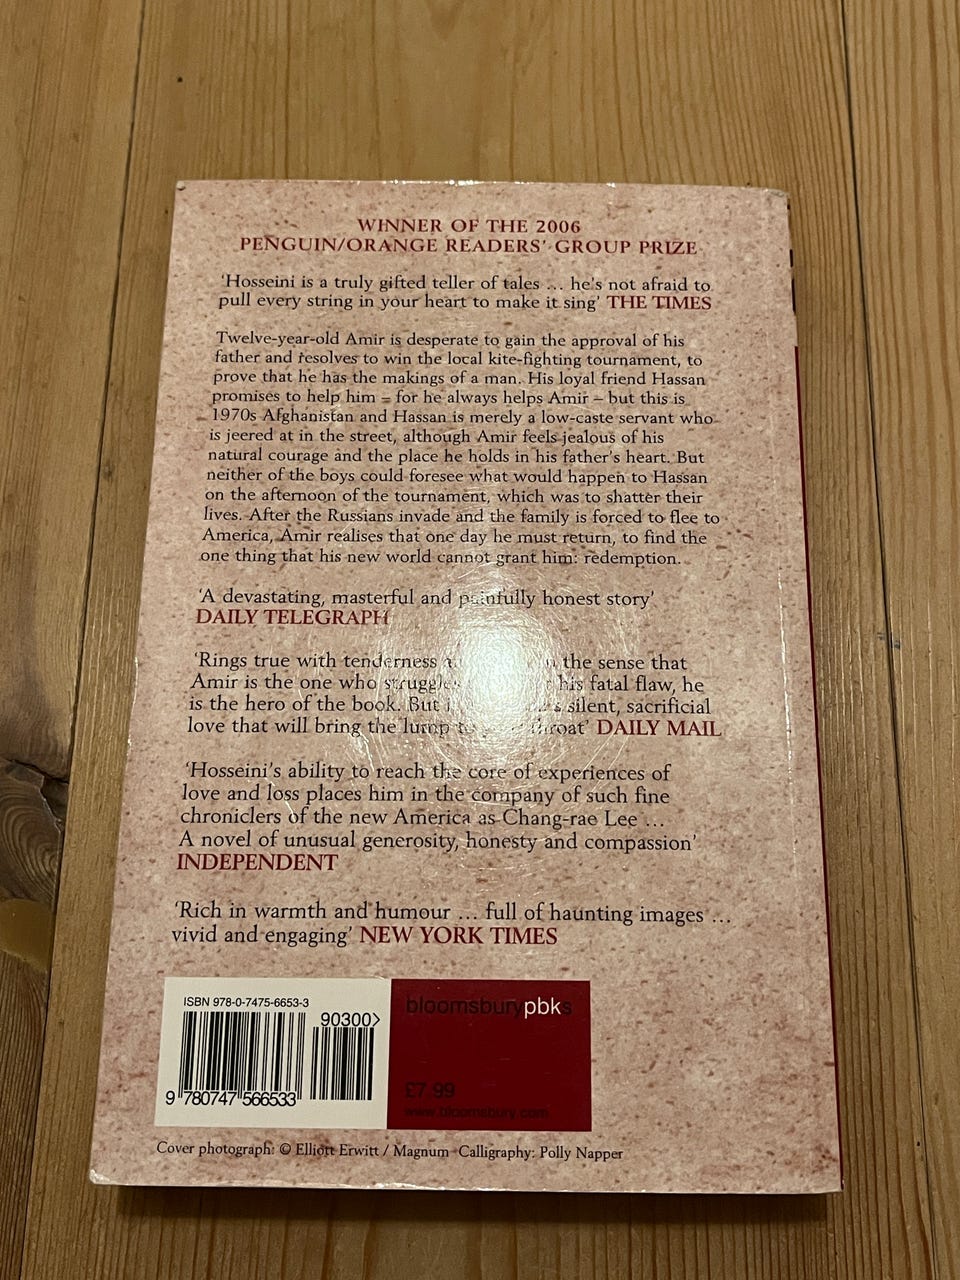 WINNER OF THE 2006
PENGUIN/ORANGE READERS' GROUP PRIZE
'Hosseini is a truly gifted teller of tales ... he's not afraid to
pull every string in your heart to make it sing' THE TIMES
Twelve-year-old Amir is desperate to gain the approval of his
father and resolves to win the local kite-fighting tournament, to
prove that he has the makings of a man. His loyal friend Hassan
promises to help him – for he always helps Amir – but this is
1970s Afghanistan and Hassan is merely a low-caste servant who
is jeered at in the street, although Amir feels jealous of his
natural courage and the place he holds in his father's heart. But
neither of the boys could foresee what would happen to Hassan
on the afternoon of the tournament, which was to shatter their
lives. After the Russians invade and the family is forced to flee to
America, Amir realises that one day he must return, to find the
one thing that his new world cannot grant him: redemption.
'A devastating, masterful and painfully honest story'
DAILY TELEGRAPH
'Rings true with tenderness the sense that
Amir is the one who struggles his fatal flaw, he
is the hero of the book. But silent, sacrificial
love that will bring the lump to throat' DAILY MAIL
'Hosseini's ability to reach the core of experiences of
love and loss places him in the company of such fine
chroniclers of the new America as Chang-rae Lee ...
A novel of unusual generosity, honesty and compassion'
INDEPENDENT
'Rich in warmth and humour ... full of haunting images ...
vivid and engaging' NEW YORK TIMES
ISBN 978-0-7475-6653-3
90300>
9 780747 566533
bloomsburypbks
£7.99
www.bloomsbury.com
Cover photograph: © Elliott Erwitt / Magnum Calligraphy: Polly Napper